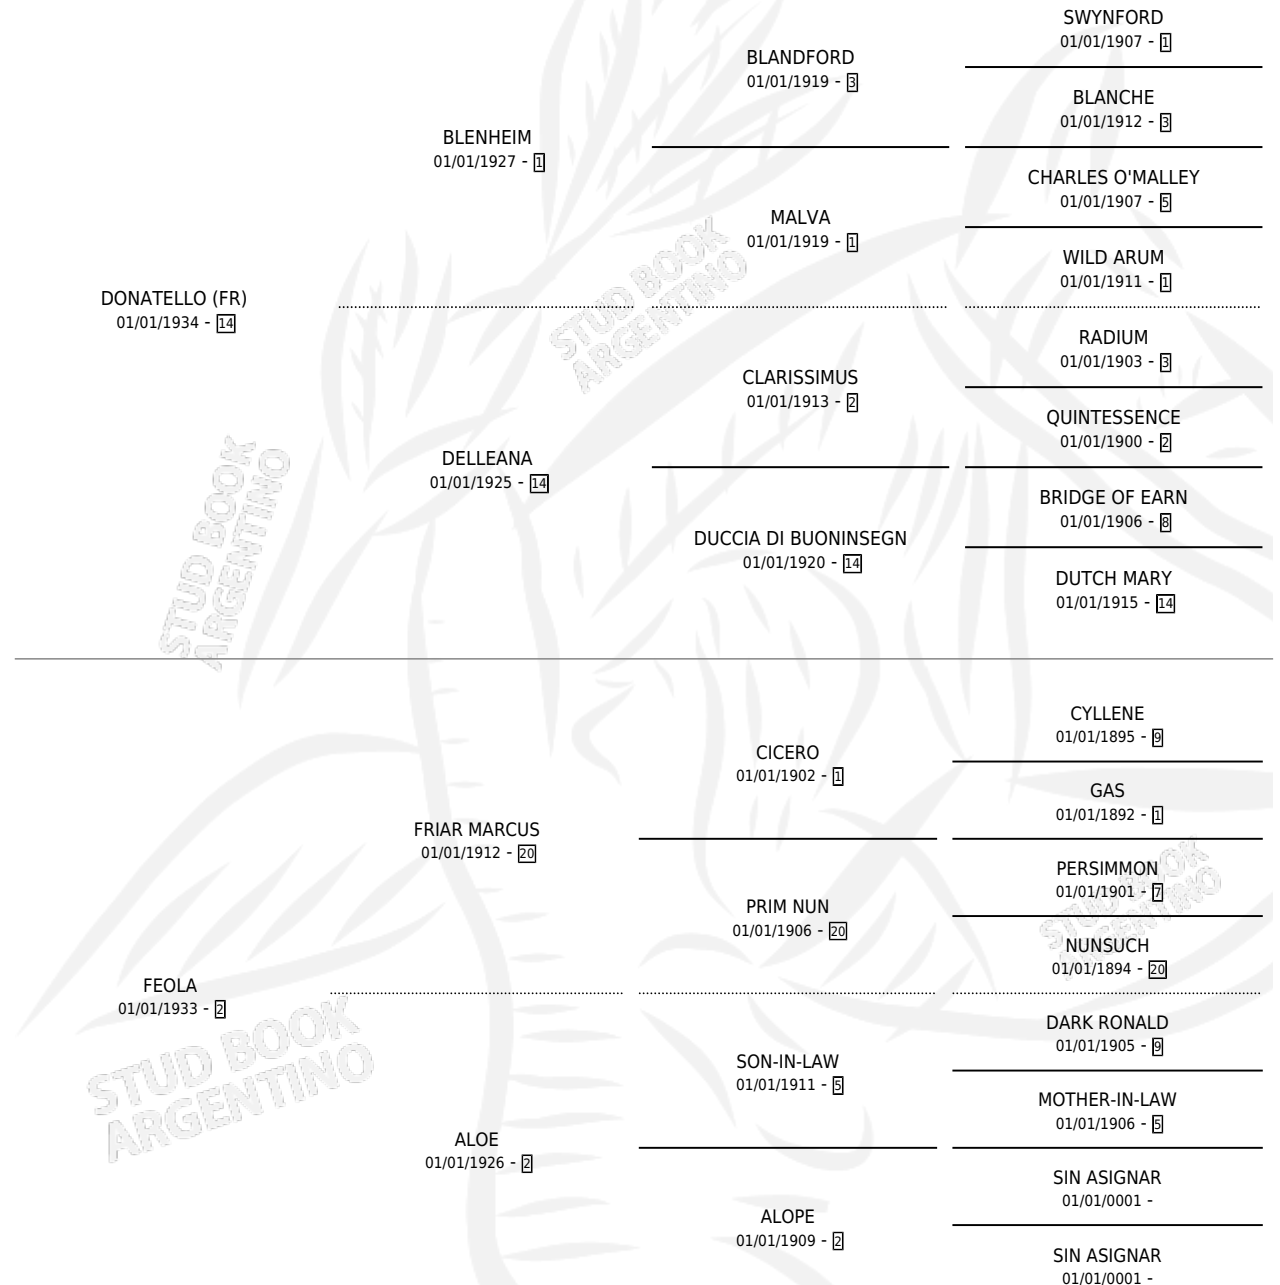 SWYNFORD
01/01/1907 - 1
BLANDFORD
01/01/1919 - 3
BLANCHE
01/01/1912 - 3
BLENHEIM
01/01/1927 - 1
CHARLES O'MALLEY
01/01/1907 - 5
MALVA
01/01/1919 - 1
WILD ARUM
01/01/1911 - 1
DONATELLO (FR)
01/01/1934 - 14
RADIUM
01/01/1903 - 3
CLARISSIMUS
01/01/1913 - 2
QUINTESSENCE
01/01/1900 - 2
DELLEANA
01/01/1925 - 14
BRIDGE OF EARN
01/01/1906 - 8
DUCCIA DI BUONINSEGN
01/01/1920 - 14
DUTCH MARY
01/01/1915 - 14
CYLLENE
01/01/1895 - 9
CICERO
01/01/1902 - 1
GAS
01/01/1892 - 1
FRIAR MARCUS
01/01/1912 - 20
PERSIMMON
01/01/1901 - 7
PRIM NUN
01/01/1906 - 20
NUNSUCH
01/01/1894 - 20
FEOLA
01/01/1933 - 2
DARK RONALD
01/01/1905 - 9
SON-IN-LAW
01/01/1911 - 5
MOTHER-IN-LAW
01/01/1906 - 5
ALOE
01/01/1926 - 2
SIN ASIGNAR
01/01/0001 -
ALOPE
01/01/1909 - 2
SIN ASIGNAR
01/01/0001 -
STUD BOOK
ARGENTINO
STUD BOOK
ARGENTINO
STUD BOOK
ARGENTINO
STUD BOOK
ARGENTINO